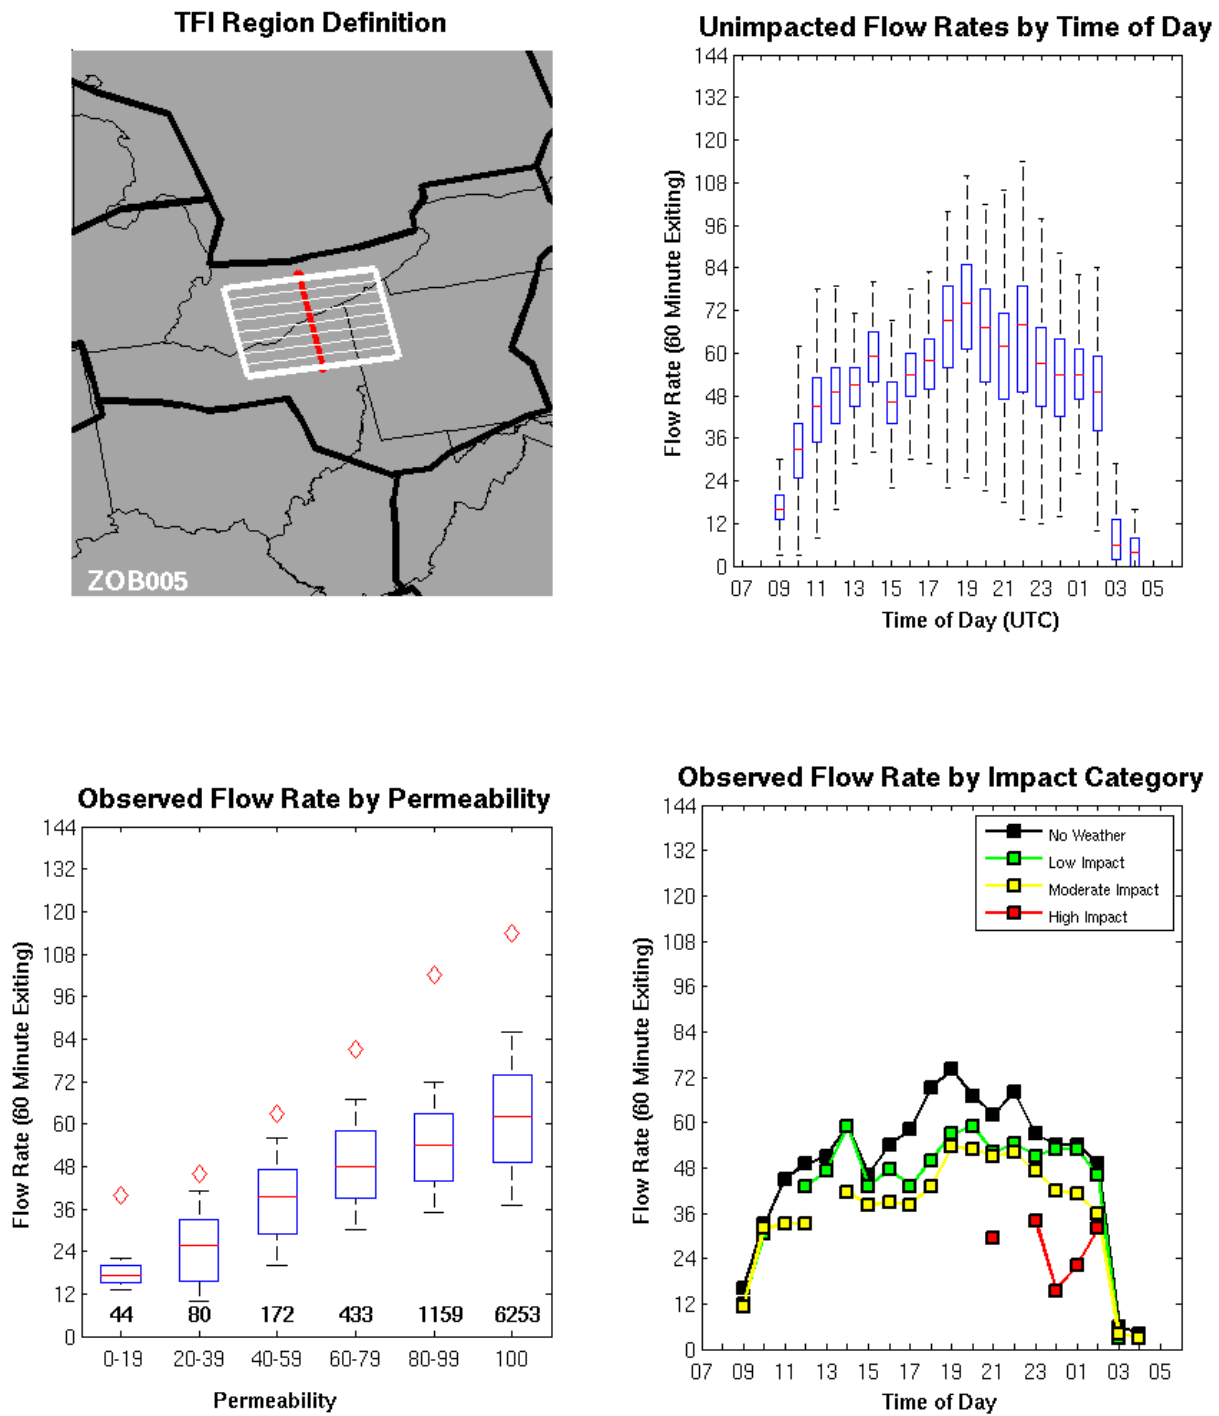 TFI Region Definition
ZOB005
Unimpacted Flow Rates by Time of Day
Flow Rate (60 Minute Exiting)
144
132
120
108
96
84
72
60
48
36
24
12
0
07 09 11 13 15 17 19 21 23 01 03 05
Time of Day (UTC)
Observed Flow Rate by Permeability
Flow Rate (60 Minute Exiting)
144
132
120
108
96
84
72
60
48
36
24
12
0
44 80 172 433 1159 6253
0-19 20-39 40-59 60-79 80-99 100
Permeability
Observed Flow Rate by Impact Category
Flow Rate (60 Minute Exiting)
144
132
120
108
96
84
72
60
48
36
24
12
0
No Weather
Low Impact
Moderate Impact
High Impact
07 09 11 13 15 17 19 21 23 01 03 05
Time of Day